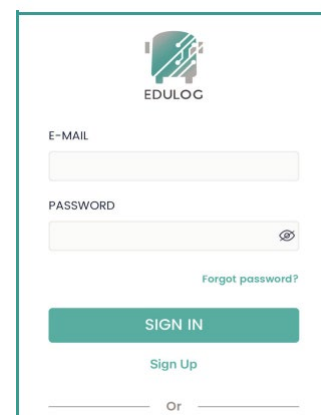 EDULOG
E-MAIL
PASSWORD
Forgot password?
SIGN IN
Sign Up
Or